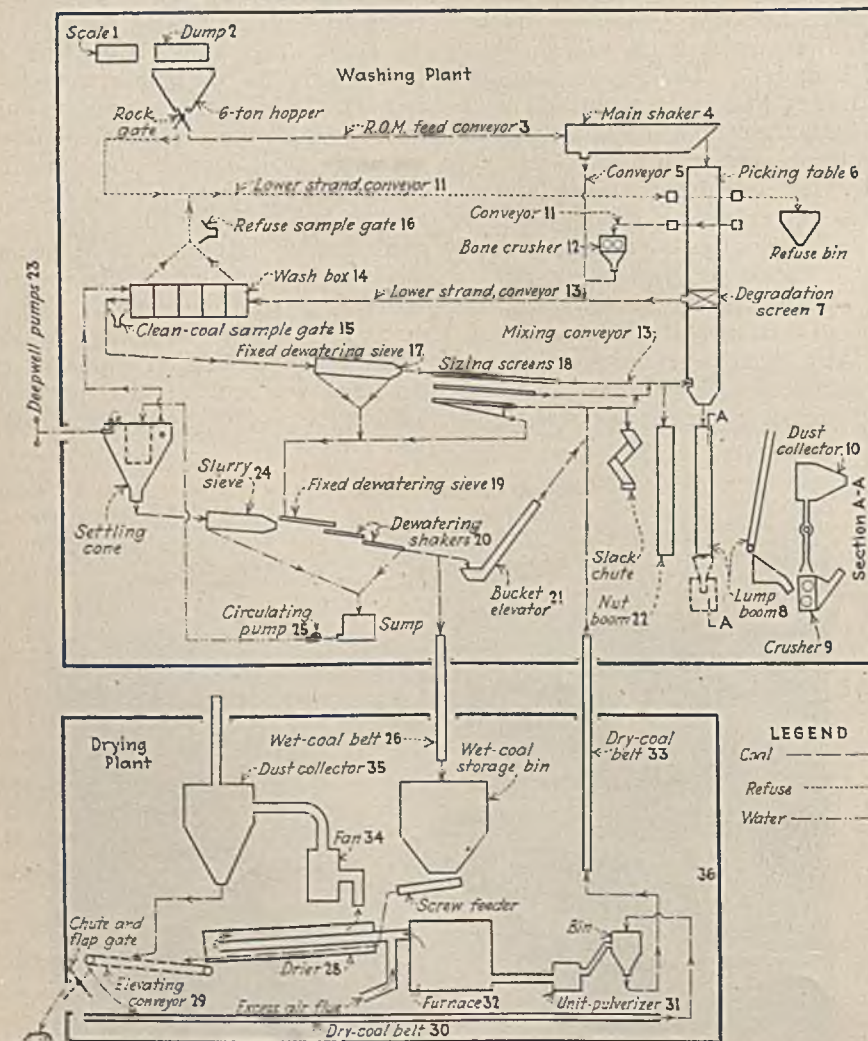 Scale 1
Dump 2
Washing Plant
Rock
gate
6-ton hopper
R.O.M. feed conveyor 3
Main shaker 4
Lower strand, conveyor 11
Conveyor 5
Picking table 6
Refuse sample gate 16
Conveyor 11
Bone crusher 12
Refuse bin
Deepwell pumps 23
Wash box 14
Lower strand, conveyor 13
Degradation
screen 7
Clean-coal sample gate 15
Mixing conveyor 13
Fixed dewatering sieve 17
Sizing screens 18
A
Dust
collector 10
Slurry
sieve 24
Fixed dewatering sieve 19
Settling
cone
Dewatering
shakers 20
Section A-A
Slack
chute
Bucket
elevator 21
Nut
boom 22
A
Lump
boom 8
Circulating
pump 25
Sump
Crusher 9
Drying
Plant
Wet-coal belt 26
Wet-coal
storage bin
Dry-coal
belt 33
LEGEND
Coal
Refuse
Water
Dust collector 35
Fan 34
36
Screw feeder
Chute and
flap gate
Bin
Drier 28
Elevating
conveyor 29
Excess air flue
Furnace 32
Unit-pulverizer 31
Dry-coal belt 30